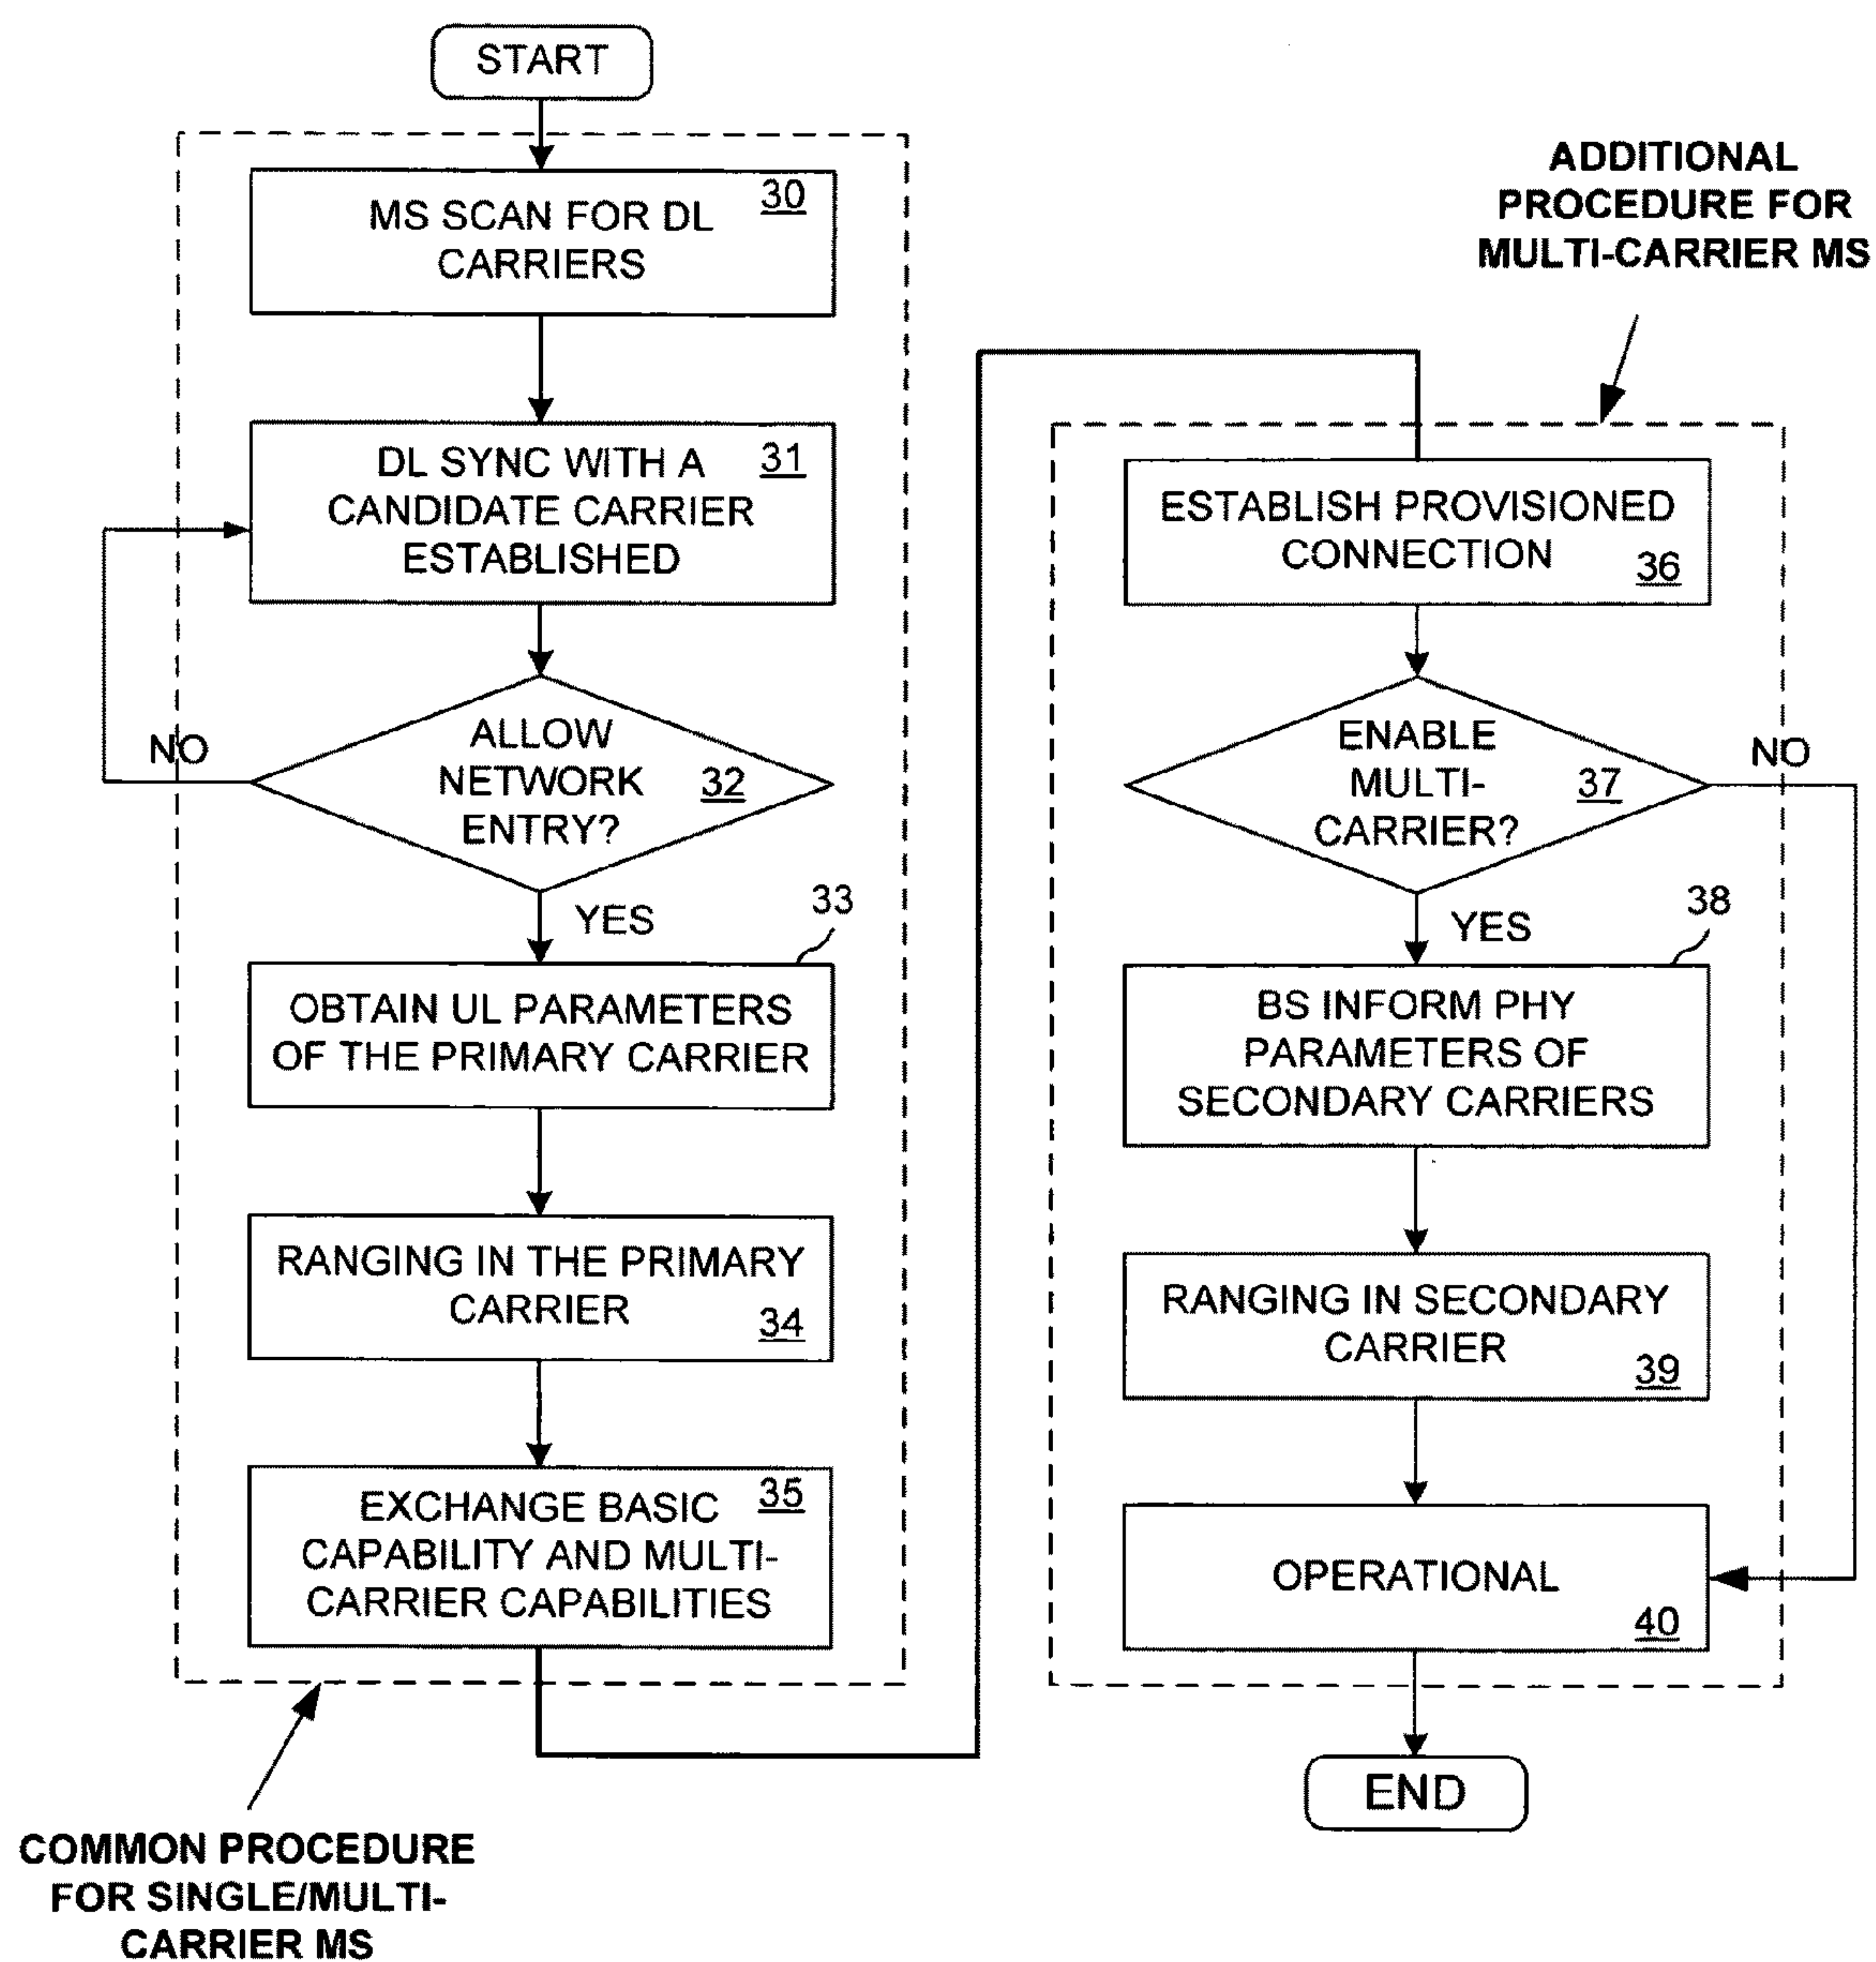 START
30
MS SCAN FOR DL
CARRIERS
DL SYNC WITH A
31
CANDIDATE CARRIER
ESTABLISHED
ALLOW
NETWORK
32
ENTRY?
NO
YES
33
OBTAIN UL PARAMETERS
OF THE PRIMARY CARRIER
RANGING IN THE PRIMARY
CARRIER
34
35
EXCHANGE BASIC
CAPABILITY AND MULTI-
CARRIER CAPABILITIES
COMMON PROCEDURE
FOR SINGLE/MULTI-
CARRIER MS
ADDITIONAL
PROCEDURE FOR
MULTI-CARRIER MS
ESTABLISH PROVISIONED
CONNECTION
36
ENABLE
MULTI-
37
CARRIER?
NO
YES
38
BS INFORM PHY
PARAMETERS OF
SECONDARY CARRIERS
RANGING IN SECONDARY
CARRIER
39
OPERATIONAL
40
END